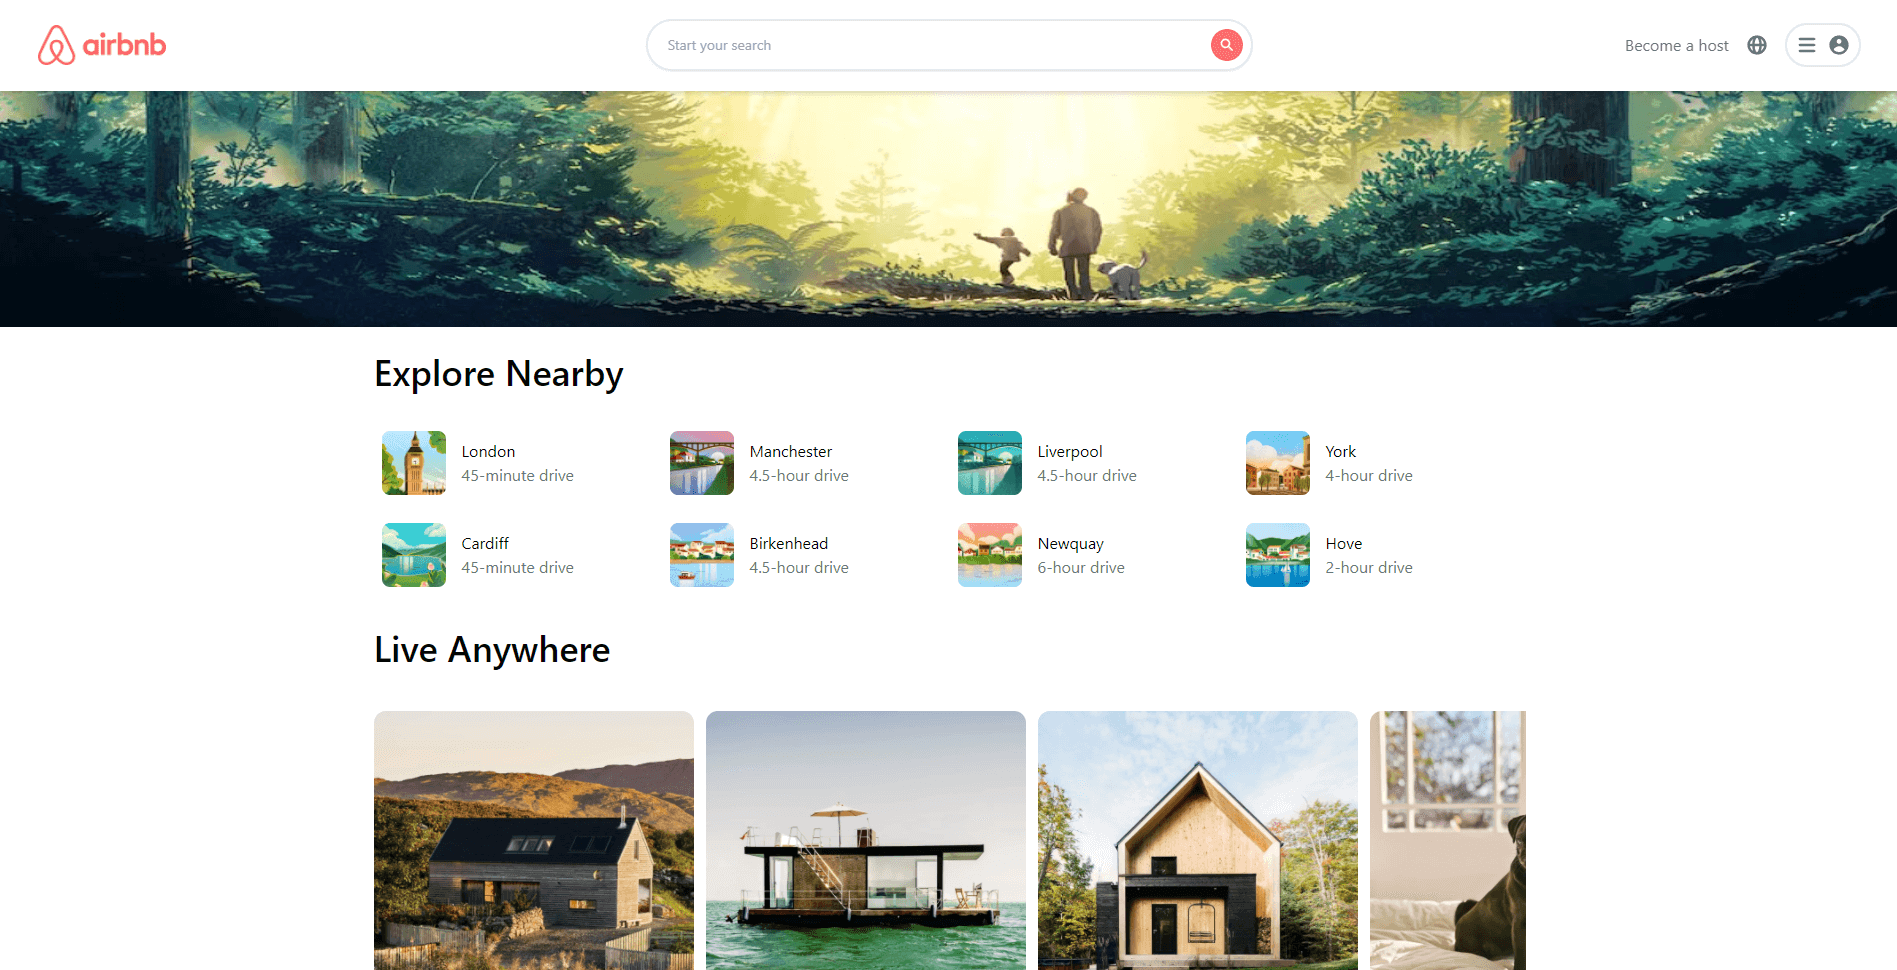 airbnb
Start your search
Become a host
Explore Nearby
London
45-minute drive
Manchester
4.5-hour drive
Liverpool
4.5-hour drive
York
4-hour drive
Cardiff
45-minute drive
Birkenhead
4.5-hour drive
Newquay
6-hour drive
Hove
2-hour drive
Live Anywhere